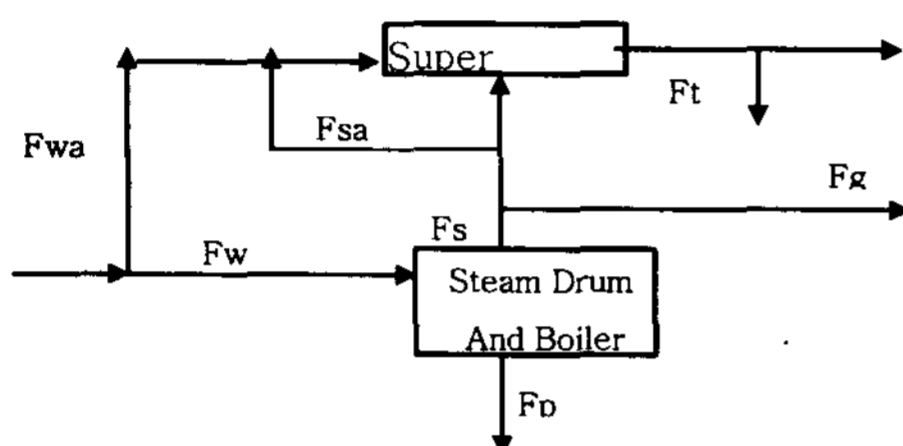 Super
Ft
Fsa
Fwa
Fg
Fs
Fw
Steam Drum
And Boiler
Fp